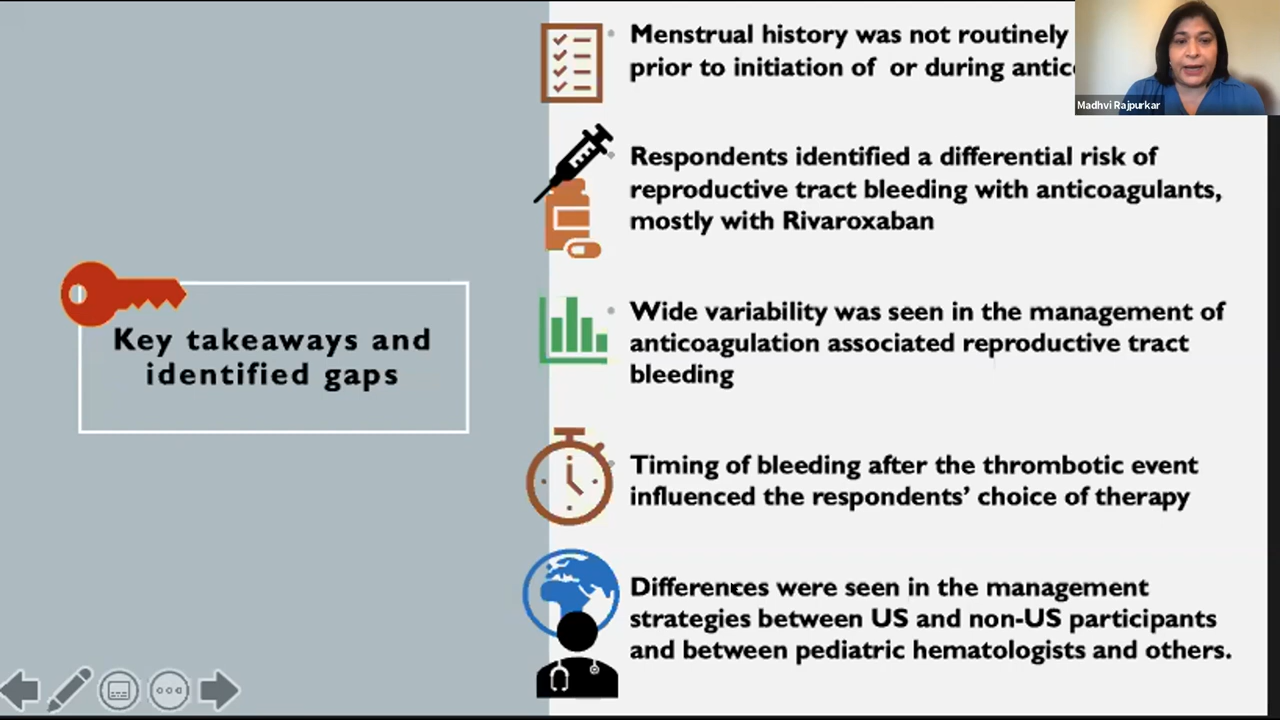 Key takeaways and
identified gaps
Menstrual history was not routinely
prior to initiation of or during
Respondents identified a differential risk of
reproductive tract bleeding with anticoagulants,
mostly with Rivaroxaban
Wide variability was seen in the management of
anticoagulation associated reproductive tract
bleeding
Timing of bleeding after the thrombotic event
influenced the respondents’ choice of therapy
Differences were seen in the management
strategies between US and non-US participants
and between pediatric hematologists and others.
Madhvi Rajpurkar